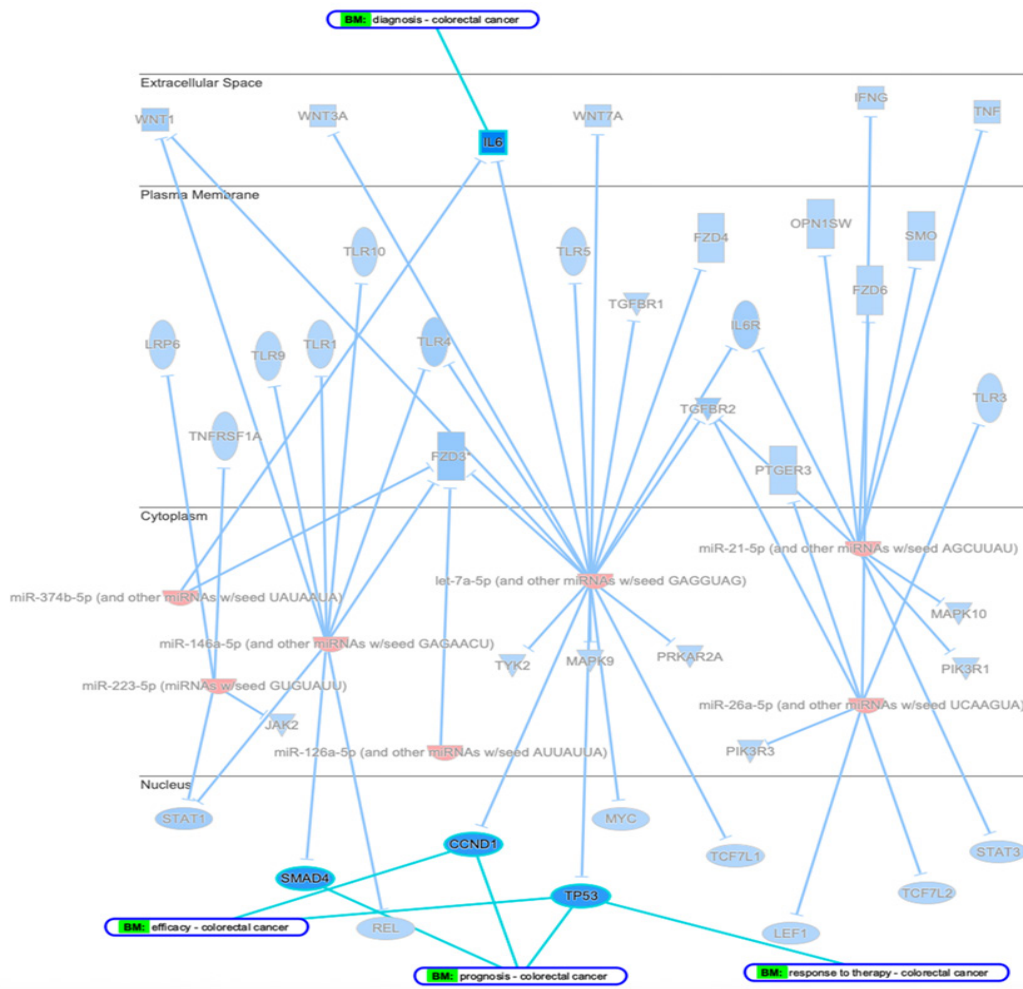 BM: diagnosis - colorectal cancer
Extracellular Space
WNT1
WNT3A
IL6
WNT7A
IFNG
TNF
Plasma Membrane
TLR10
TLR5
FZD4
OPN1SW
SMO
TGFBR1
FZD6
LRP6
TLR9
TLR1
TLR4
IL6R
TNFRSF1A
FZD3*
TGFBR2
TLR3
PTGER3
Cytoplasm
miR-21-5p (and other miRNAs w/seed AGCUUAU)
let-7a-5p (and other miRNAs w/seed GAGGUAG)
miR-374b-5p (and other miRNAs w/seed UAUAAUA)
MAPK10
miR-146a-5p (and other miRNAs w/seed GAGAACU)
TYK2
MAPK9
PRKAR2A
PIK3R1
miR-223-5p (miRNAs w/seed GUGUAUU)
miR-26a-5p (and other miRNAs w/seed UCAAGUA)
JAK2
miR-126a-5p (and other miRNAs w/seed AUUAUUA)
PIK3R3
Nucleus
STAT1
MYC
CCND1
TCF7L1
STAT3
SMAD4
TP53
TCF7L2
BM: efficacy - colorectal cancer
REL
LEF1
BM: prognosis - colorectal cancer
BM: response to therapy - colorectal cancer